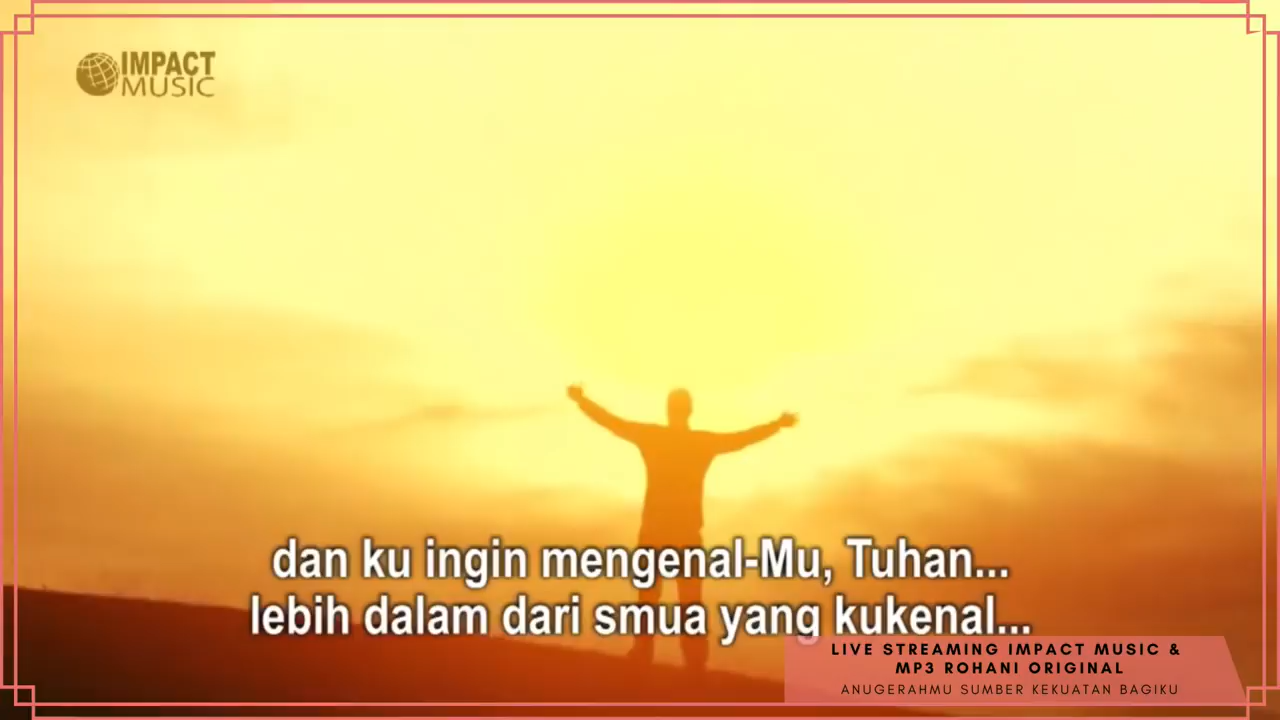 IMPACT
MUSIC
dan ku ingin mengenal-Mu, Tuhan...
lebih dalam dari smua yang kukenal...
LIVE STREAMING IMPACT MUSIC &
MP3 ROHANI ORIGINAL
ANUGERAHMU SUMBER KEKUATAN BAGIKU